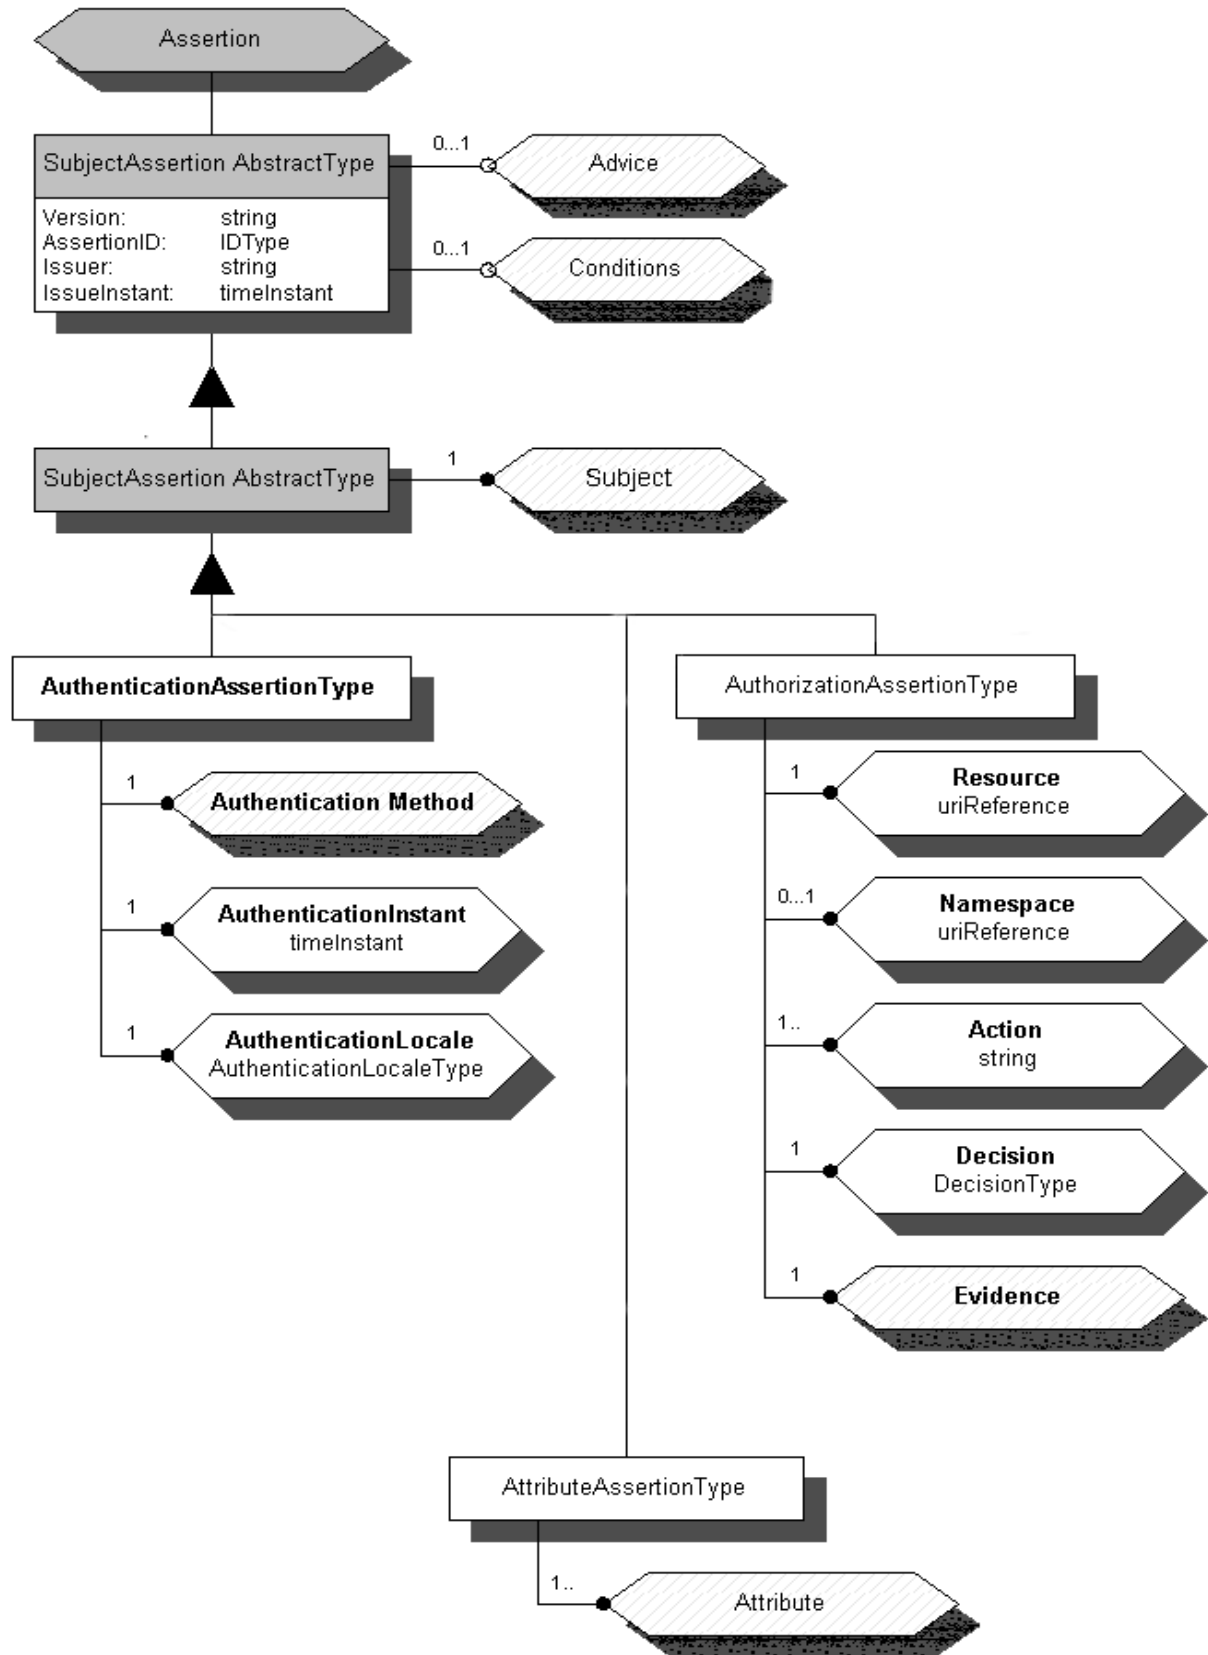 Assertion
SubjectAssertion AbstractType
0...1
Advice
Version: string
AssertionID: IDType
Issuer: string
IssueInstant: timeInstant
0...1
Conditions
SubjectAssertion AbstractType
1
Subject
AuthenticationAssertionType
1
Authentication Method
1
AuthenticationInstant
timeInstant
1
AuthenticationLocale
AuthenticationLocaleType
AuthorizationAssertionType
1
Resource
uriReference
0...1
Namespace
uriReference
1..
Action
string
1
Decision
DecisionType
1
Evidence
AttributeAssertionType
1..
Attribute